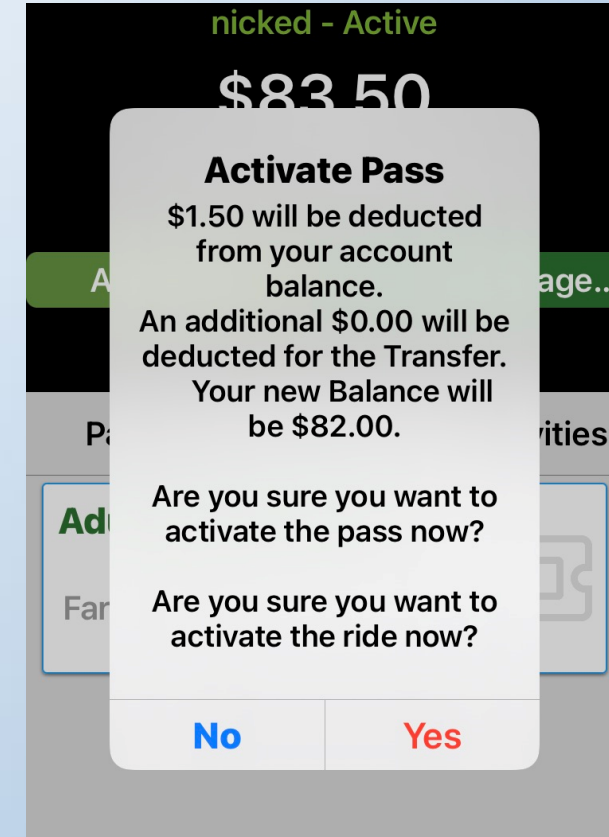 nicked - Active
$83.50
Activate Pass
$1.50 will be deducted
from your account
balance.
An additional $0.00 will be
deducted for the Transfer.
Your new Balance will
be $82.00.
Are you sure you want to
activate the pass now?
Are you sure you want to
activate the ride now?
No
Yes